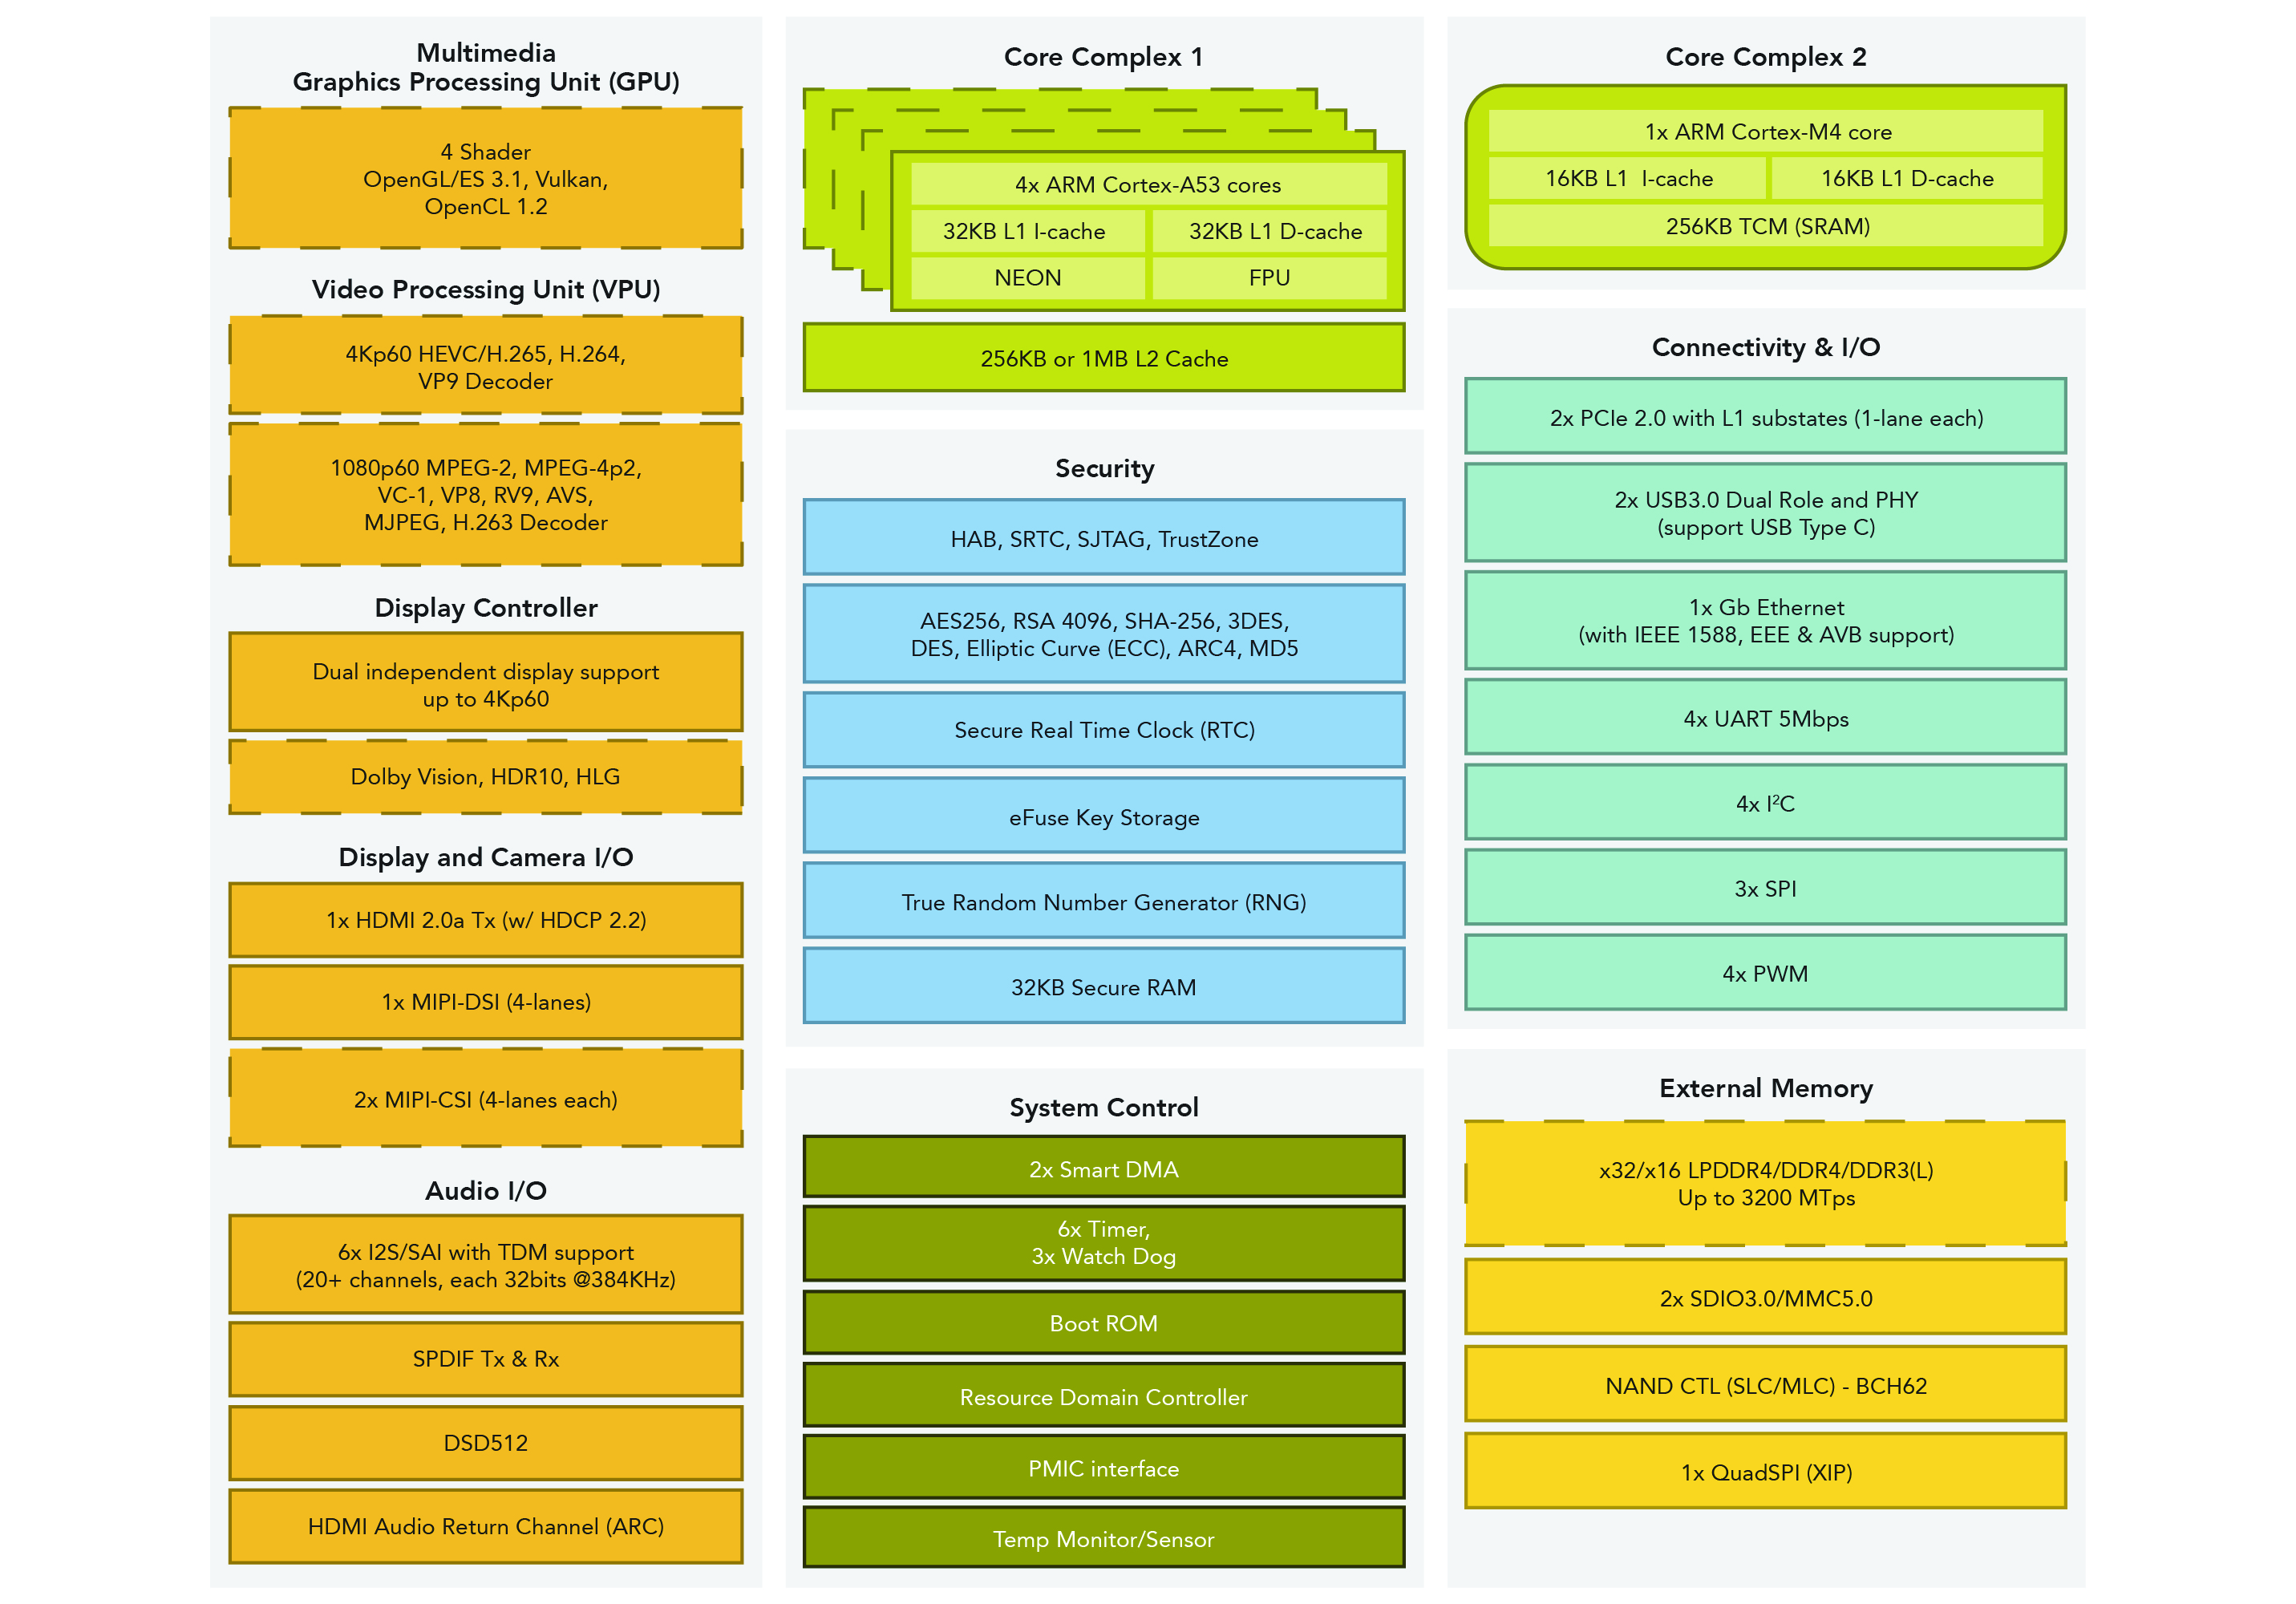 Multimedia
Graphics Processing Unit (GPU)
4 Shader
OpenGL/ES 3.1, Vulkan,
OpenCL 1.2
Video Processing Unit (VPU)
4Kp60 HEVC/H.265, H.264,
VP9 Decoder
1080p60 MPEG-2, MPEG-4p2,
VC-1, VP8, RV9, AVS,
MJPEG, H.263 Decoder
Display Controller
Dual independent display support
up to 4Kp60
Dolby Vision, HDR10, HLG
Display and Camera I/O
1x HDMI 2.0a Tx (w/ HDCP 2.2)
1x MIPI-DSI (4-lanes)
2x MIPI-CSI (4-lanes each)
Audio I/O
6x I2S/SAI with TDM support
(20+ channels, each 32bits @384KHz)
SPDIF Tx & Rx
DSD512
HDMI Audio Return Channel (ARC)
Core Complex 1
4x ARM Cortex-A53 cores
32KB L1 I-cache
32KB L1 D-cache
NEON
FPU
256KB or 1MB L2 Cache
Security
HAB, SRTC, SJTAG, TrustZone
AES256, RSA 4096, SHA-256, 3DES,
DES, Elliptic Curve (ECC), ARC4, MD5
Secure Real Time Clock (RTC)
eFuse Key Storage
True Random Number Generator (RNG)
32KB Secure RAM
System Control
2x Smart DMA
6x Timer,
3x Watch Dog
Boot ROM
Resource Domain Controller
PMIC interface
Temp Monitor/Sensor
Core Complex 2
1x ARM Cortex-M4 core
16KB L1 I-cache
16KB L1 D-cache
256KB TCM (SRAM)
Connectivity & I/O
2x PCIe 2.0 with L1 substates (1-lane each)
2x USB3.0 Dual Role and PHY
(support USB Type C)
1x Gb Ethernet
(with IEEE 1588, EEE & AVB support)
4x UART 5Mbps
4x I²C
3x SPI
4x PWM
External Memory
x32/x16 LPDDR4/DDR4/DDR3(L)
Up to 3200 MTps
2x SDIO3.0/MMC5.0
NAND CTL (SLC/MLC) - BCH62
1x QuadSPI (XIP)